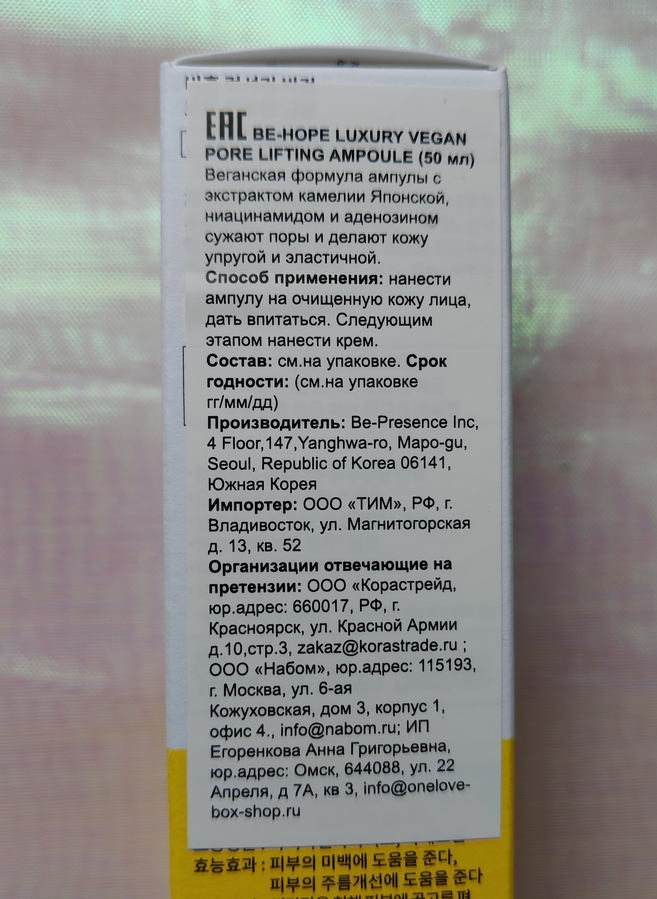 EAC BE-HOPE LUXURY VEGAN
PORE LIFTING AMPOULE (50 мл)
Веганская формула ампулы с
экстрактом камелии Японской,
ниацинамидом и аденозином
сужают поры и делают кожу
упругой и эластичной.
Способ применения: нанести
ампулу на очищенную кожу лица,
дать впитаться. Следующим
этапом нанести крем.
Состав: см.на упаковке. Срок
годности: (см.на упаковке
гг/мм/дд)
Производитель: Be-Presence Inc,
4 Floor,147,Yanghwa-ro, Mapo-gu,
Seoul, Republic of Korea 06141,
Южная Корея
Импортер: ООО «ТИМ», РФ, г.
Владивосток, ул. Магнитогорская
д. 13, кв. 52
Организации отвечающие на
претензии: ООО «Корастрейд,
юр.адрес: 660017, РФ, г.
Красноярск, ул. Красной Армии
д.10,стр.3, zakaz@korastrade.ru ;
ООО «Набом», юр.адрес: 115193,
г. Москва, ул. 6-ая
Кожуховская, дом 3, корпус 1,
офис 4., info@nabom.ru; ИП
Егоренкова Анна Григорьевна,
юр.адрес: Омск, 644088, ул. 22
Апреля, д 7А, кв 3, info@onelove-
box-shop.ru
효능효과 : 피부의 미백에 도움을 준다,
피부의 주름개선에 도움을 준다